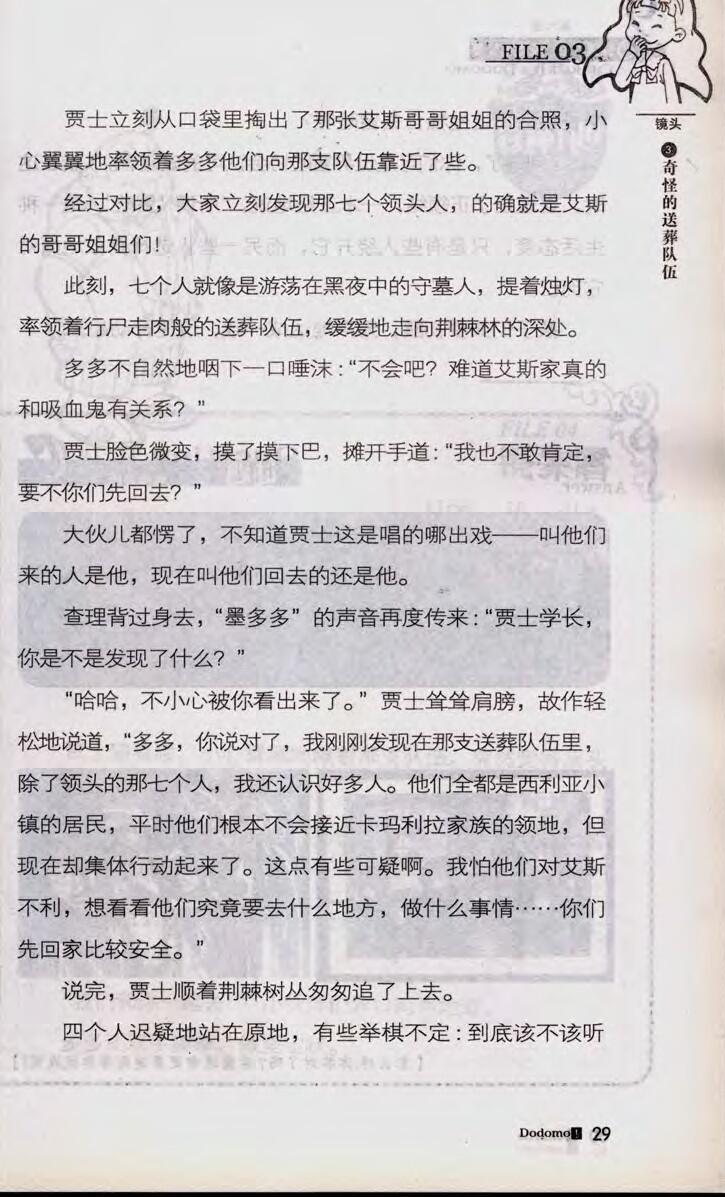 FILE 03
镜头
3 奇怪的送葬队伍
贾士立刻从口袋里掏出了那张艾斯哥哥姐姐的合照，小
心翼翼地率领着多多他们向那支队伍靠近了些。
经过对比，大家立刻发现那七个领头人，的确就是艾斯
的哥哥姐姐们！
此刻，七个人就像是游荡在黑夜中的守墓人，提着烛灯，
率领着行尸走肉般的送葬队伍，缓缓地走向荆棘林的深处。
多多不自然地咽下一口唾沫：“不会吧？难道艾斯家真的
和吸血鬼有关系？”
贾士脸色微变，摸了摸下巴，摊开手道：“我也不敢肯定，
要不你们先回去？”
大伙儿都愣了，不知道贾士这是唱的哪出戏——叫他们
来的人是他，现在叫他们回去的还是他。
查理背过身去，“墨多多”的声音再度传来：“贾士学长，
你是不是发现了什么？”
“哈哈，不小心被你看出来了。”贾士耸耸肩膀，故作轻
松地说道，“多多，你说对了，我刚刚发现在那支送葬队伍里，
除了领头的那七个人，我还认识好多人。他们全都是西利亚小
镇的居民，平时他们根本不会接近卡玛利拉家族的领地，但
现在却集体行动起来了。这点有些可疑啊。我怕他们对艾斯
不利，想看看他们究竟要去什么地方，做什么事情……你们
先回家比较安全。”
说完，贾士顺着荆棘树丛匆匆追了上去。
四个人迟疑地站在原地，有些举棋不定：到底该不该听
Dodomo! 29